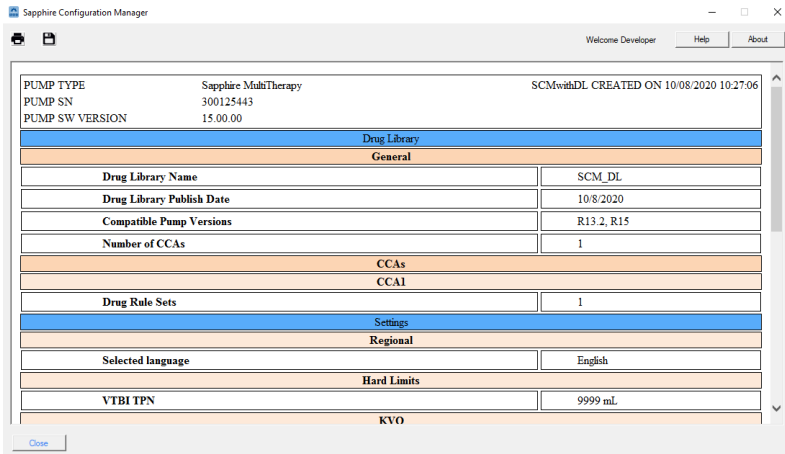 Sapphire Configuration Manager
Welcome Developer Help About
PUMP TYPE Sapphire MultiTherapy SCMwithDL CREATED ON 10/08/2020 10:27:06
PUMP SN 300125443
PUMP SW VERSION 15.00.00
Drug Library
General
Drug Library Name SCM_DL
Drug Library Publish Date 10/8/2020
Compatible Pump Versions R13.2, R15
Number of CCAs 1
CCAs
CCA1
Drug Rule Sets 1
Settings
Regional
Selected language English
Hard Limits
VTBI TPN 9999 mL
KVO
Close